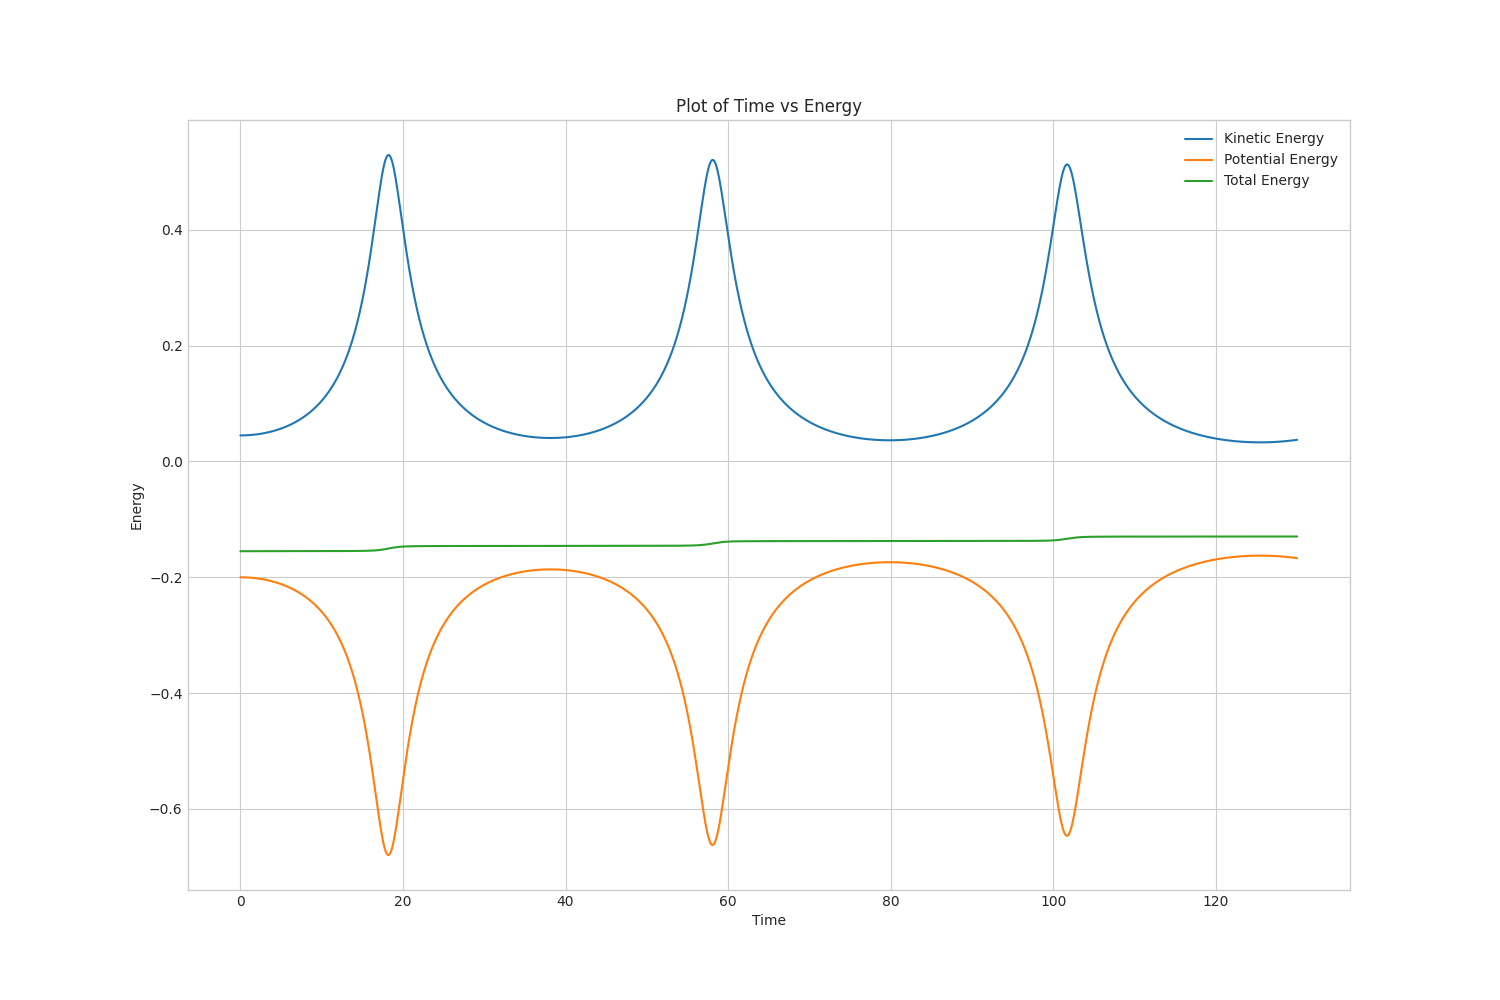 Plot of Time vs Energy
Kinetic Energy
Potential Energy
Total Energy
0.4
0.2
0.0
−0.2
−0.4
−0.6
Energy
0 20 40 60 80 100 120
Time